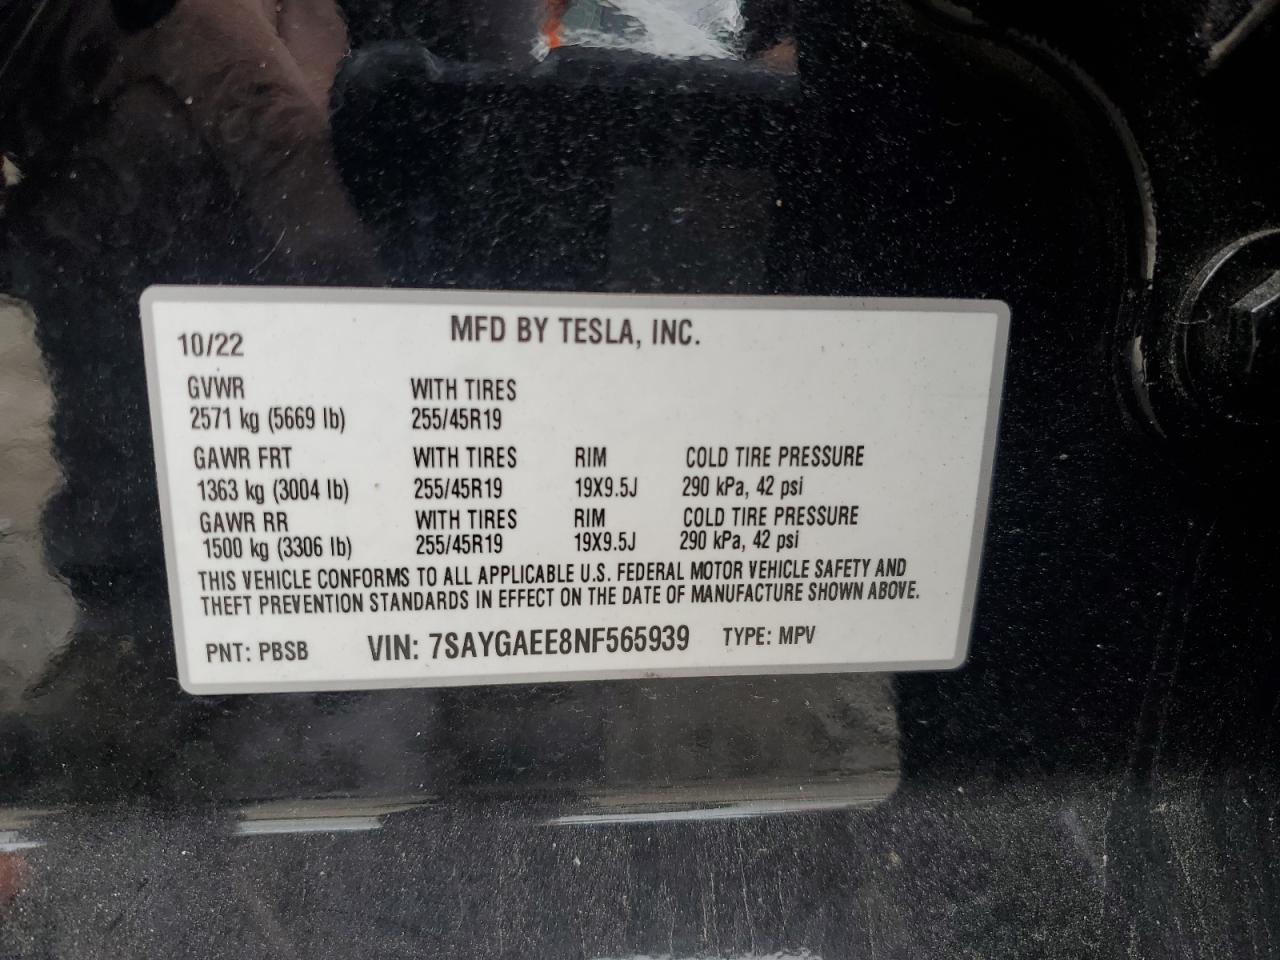 10/22 MFD BY TESLA, INC.
GVWR WITH TIRES
2571 kg (5669 lb) 255/45R19
GAWR FRT WITH TIRES RIM COLD TIRE PRESSURE
1363 kg (3004 lb) 255/45R19 19X9.5J 290 kPa, 42 psi
GAWR RR WITH TIRES RIM COLD TIRE PRESSURE
1500 kg (3306 lb) 255/45R19 19X9.5J 290 kPa, 42 psi
THIS VEHICLE CONFORMS TO ALL APPLICABLE U.S. FEDERAL MOTOR VEHICLE SAFETY AND
THEFT PREVENTION STANDARDS IN EFFECT ON THE DATE OF MANUFACTURE SHOWN ABOVE.
PNT: PBSB VIN: 7SAYGAEE8NF565939 TYPE: MPV